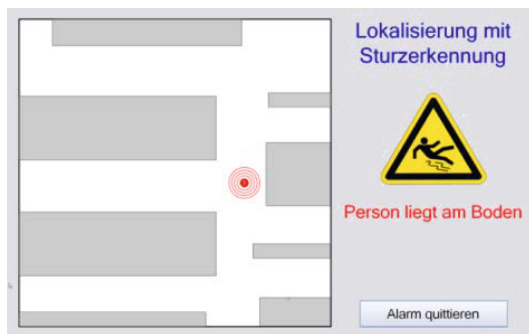 Lokalisierung mit
Sturzerkennung
Person liegt am Boden
Alarm quittieren